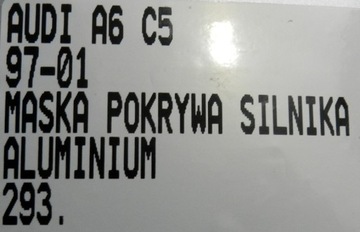 AUDI A6 C5
97-01
MASKA POKRYWA SILNIKA
ALUMINIUM
293.